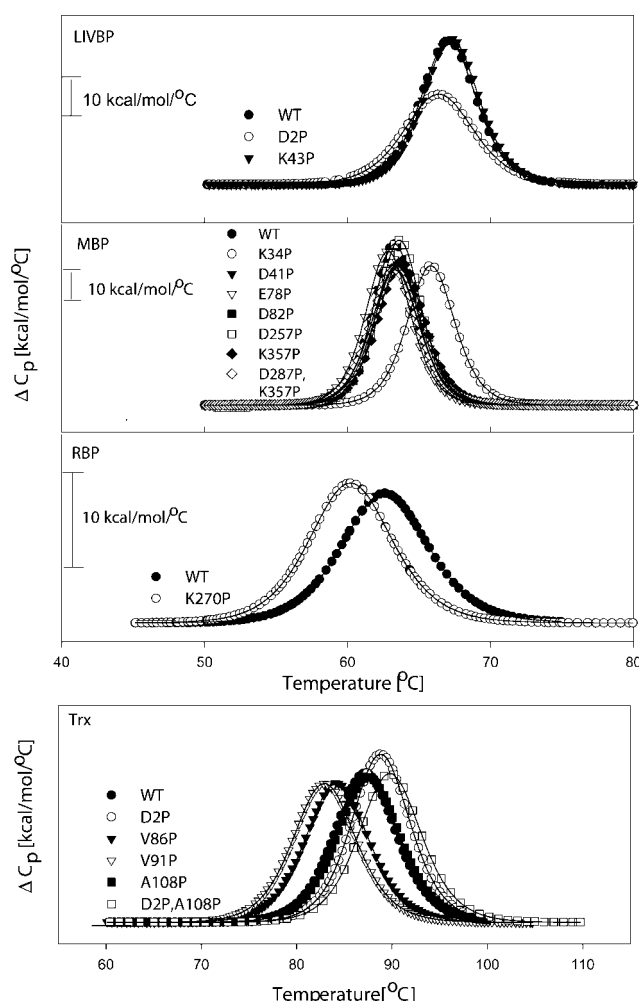 LIVBP
10 kcal/mol/°C
WT
D2P
K43P
MBP
10 kcal/mol/°C
WT
K34P
D41P
E78P
D82P
D257P
K357P
D287P,
K357P
Δ Cp [kcal/mol/°C]
RBP
10 kcal/mol/°C
WT
K270P
40 50 60 70 80
Temperature [°C]
Trx
WT
D2P
V86P
V91P
A108P
D2P,A108P
Δ Cp [kcal/mol/°C]
60 70 80 90 100 110
Temperature[°C]